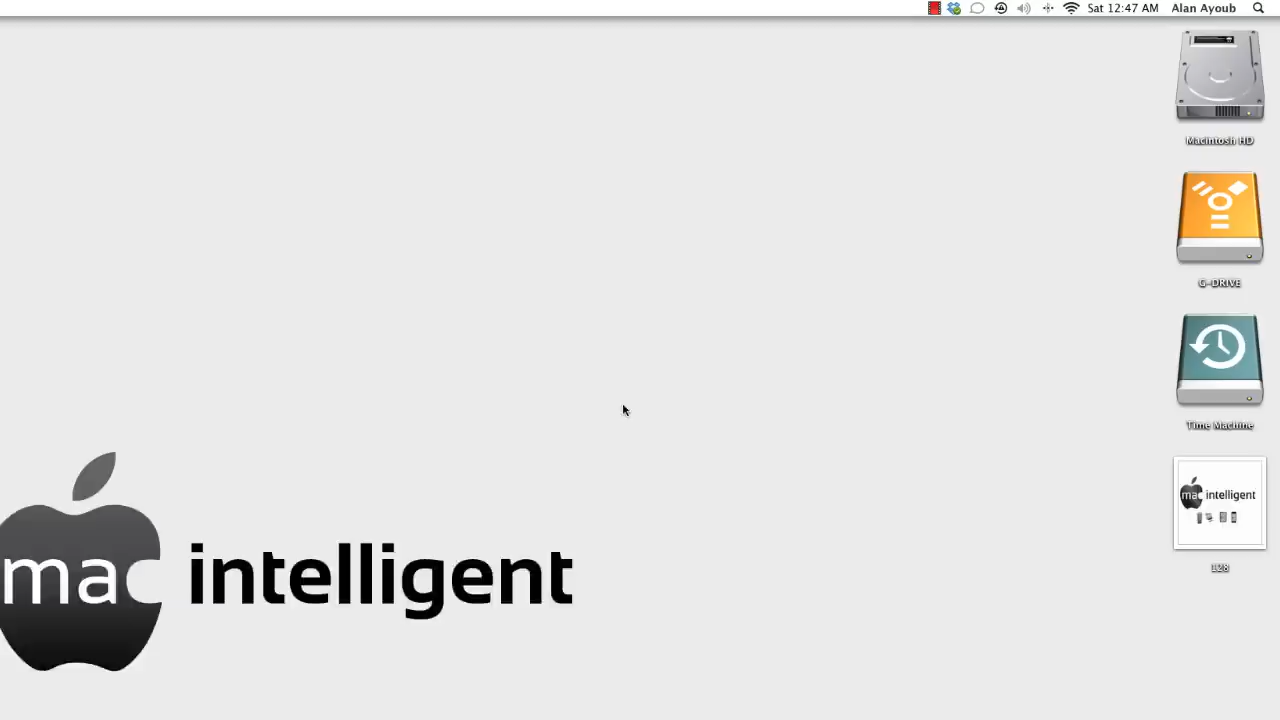 Sat 12:47 AM Alan Ayoub
Macintosh HD
G-DRIVE
Time Machine
mac intelligent
128
mac intelligent